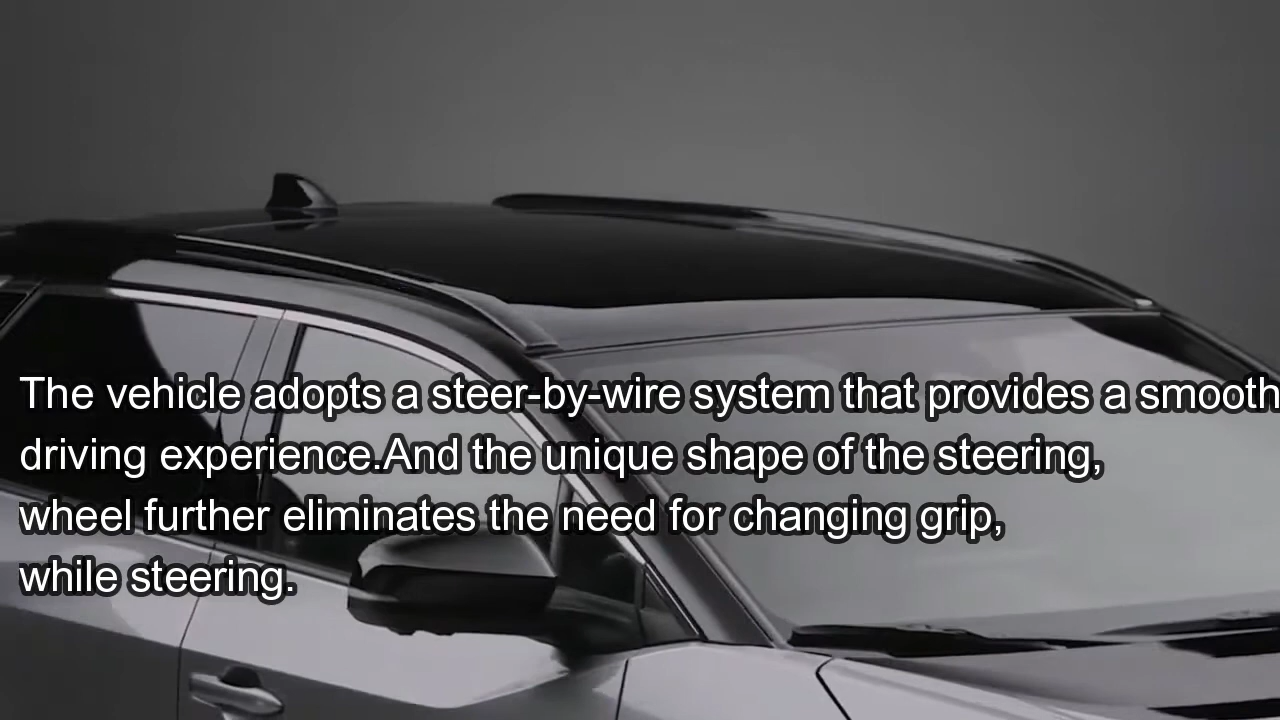 The vehicle adopts a steer-by-wire system that provides a smooth
driving experience.And the unique shape of the steering,
wheel further eliminates the need for changing grip,
while steering.